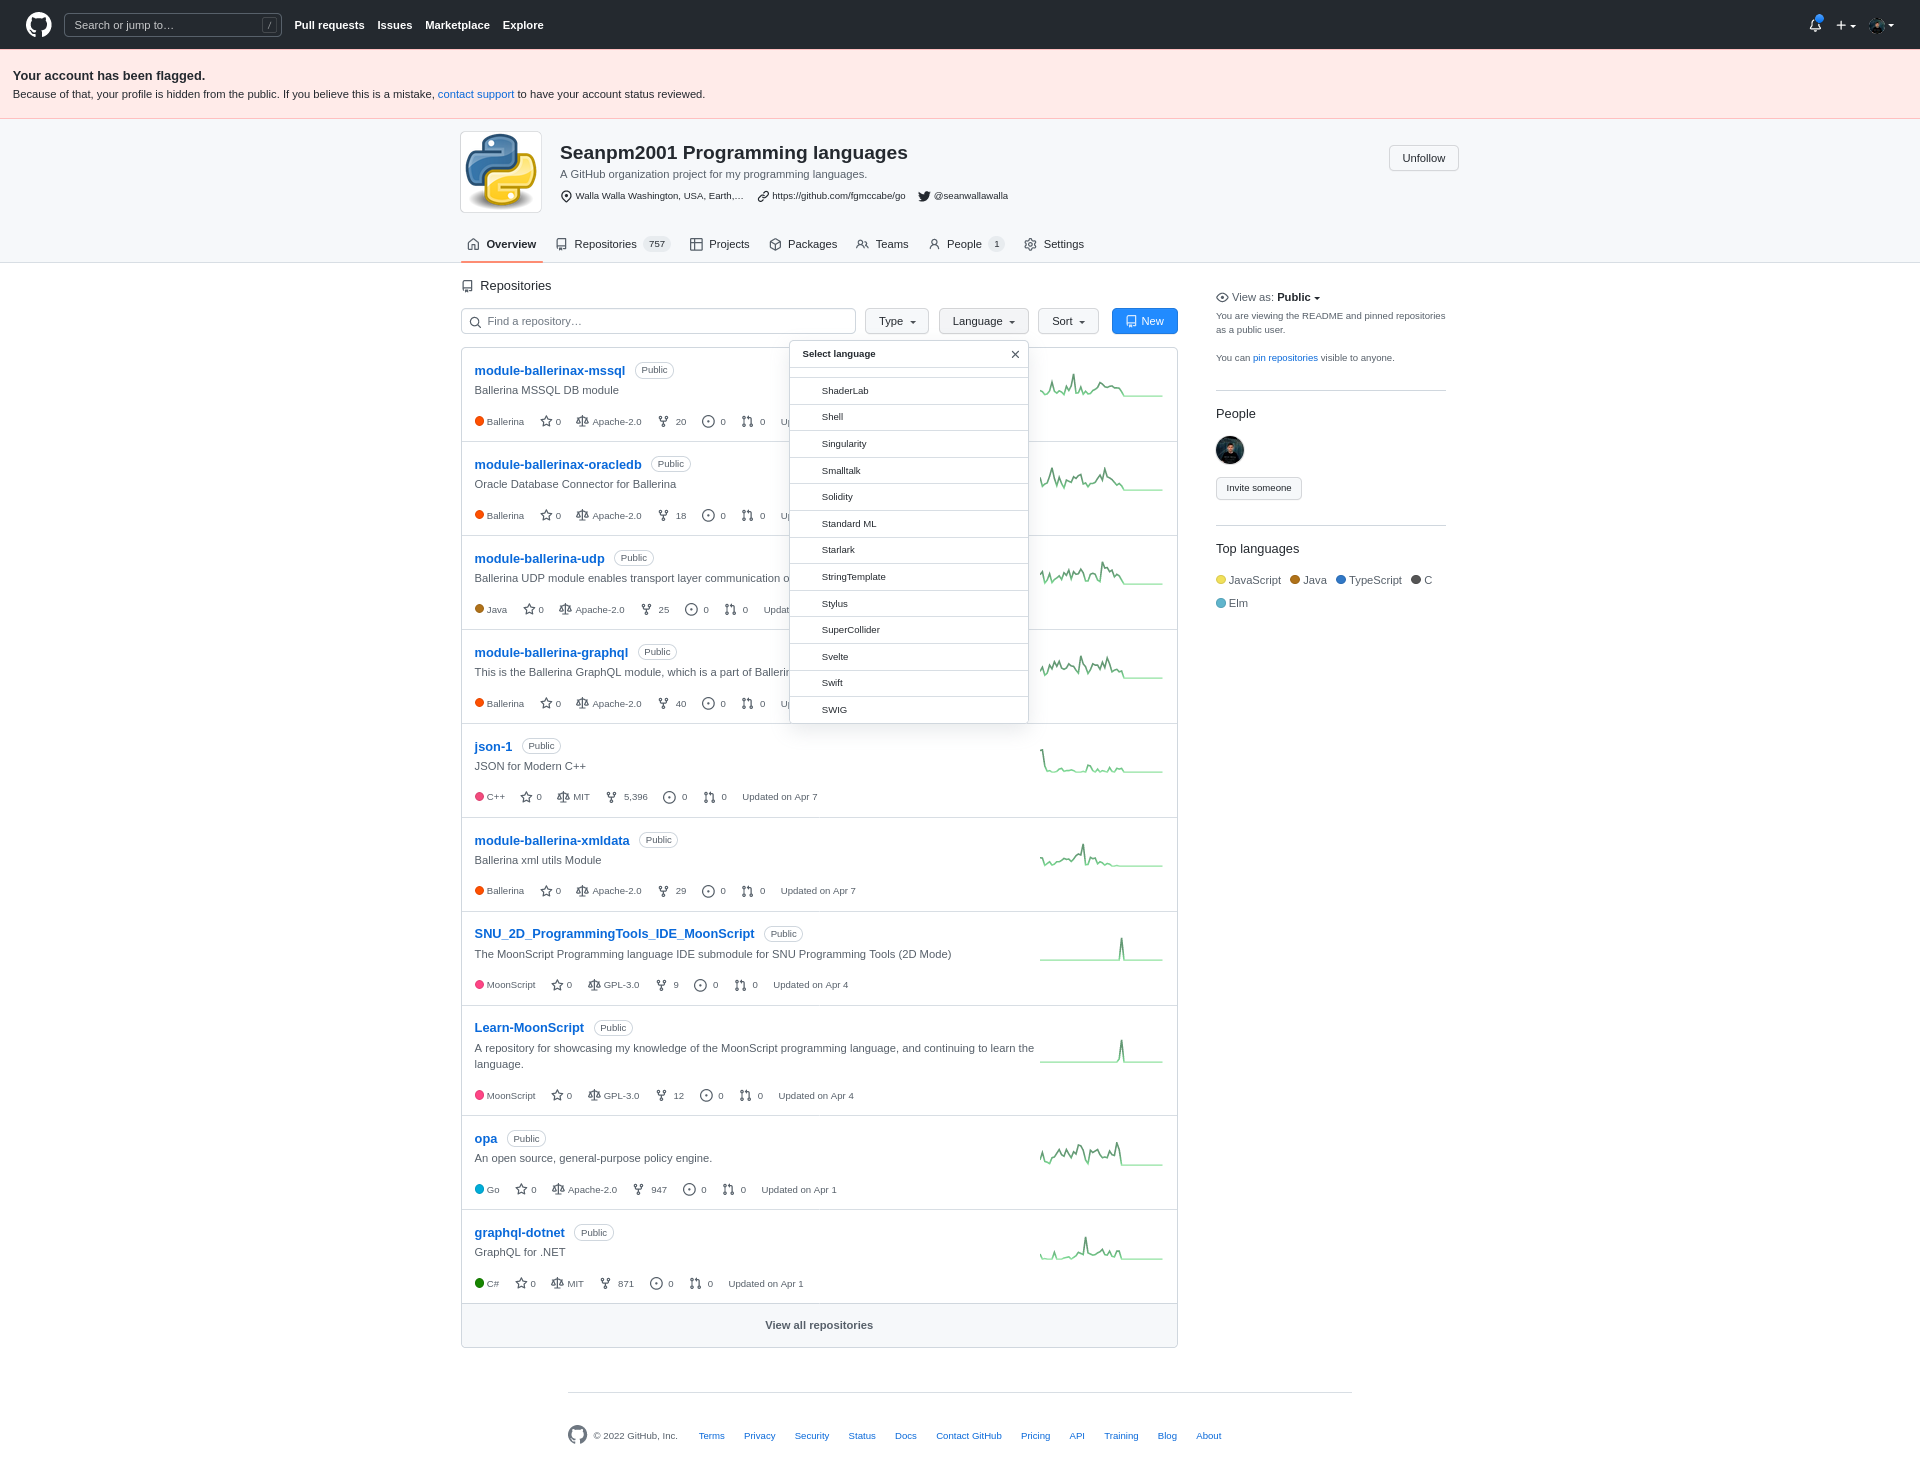 Search or jump to… /
Pull requests Issues Marketplace Explore
Your account has been flagged.
Because of that, your profile is hidden from the public. If you believe this is a mistake, contact support to have your account status reviewed.
Seanpm2001 Programming languages
A GitHub organization project for my programming languages.
Walla Walla Washington, USA, Earth,… https://github.com/fgmccabe/go @seanwallawalla
Unfollow
Overview Repositories 757 Projects Packages Teams People 1 Settings
Repositories
Find a repository… Type Language Sort New
Select language
ShaderLab
Shell
Singularity
Smalltalk
Solidity
Standard ML
Starlark
StringTemplate
Stylus
SuperCollider
Svelte
Swift
SWIG
module-ballerinax-mssql Public
Ballerina MSSQL DB module
Ballerina 0 Apache-2.0 20 0 0 Up
module-ballerinax-oracledb Public
Oracle Database Connector for Ballerina
Ballerina 0 Apache-2.0 18 0 0 Up
module-ballerina-udp Public
Ballerina UDP module enables transport layer communication o
Java 0 Apache-2.0 25 0 0 Updat
module-ballerina-graphql Public
This is the Ballerina GraphQL module, which is a part of Ballerin
Ballerina 0 Apache-2.0 40 0 0 Up
json-1 Public
JSON for Modern C++
C++ 0 MIT 5,396 0 0 Updated on Apr 7
module-ballerina-xmldata Public
Ballerina xml utils Module
Ballerina 0 Apache-2.0 29 0 0 Updated on Apr 7
SNU_2D_ProgrammingTools_IDE_MoonScript Public
The MoonScript Programming language IDE submodule for SNU Programming Tools (2D Mode)
MoonScript 0 GPL-3.0 9 0 0 Updated on Apr 4
Learn-MoonScript Public
A repository for showcasing my knowledge of the MoonScript programming language, and continuing to learn the
language.
MoonScript 0 GPL-3.0 12 0 0 Updated on Apr 4
opa Public
An open source, general-purpose policy engine.
Go 0 Apache-2.0 947 0 0 Updated on Apr 1
graphql-dotnet Public
GraphQL for .NET
C# 0 MIT 871 0 0 Updated on Apr 1
View all repositories
View as: Public
You are viewing the README and pinned repositories
as a public user.
You can pin repositories visible to anyone.
People
Invite someone
Top languages
JavaScript Java TypeScript C
Elm
© 2022 GitHub, Inc. Terms Privacy Security Status Docs Contact GitHub Pricing API Training Blog About